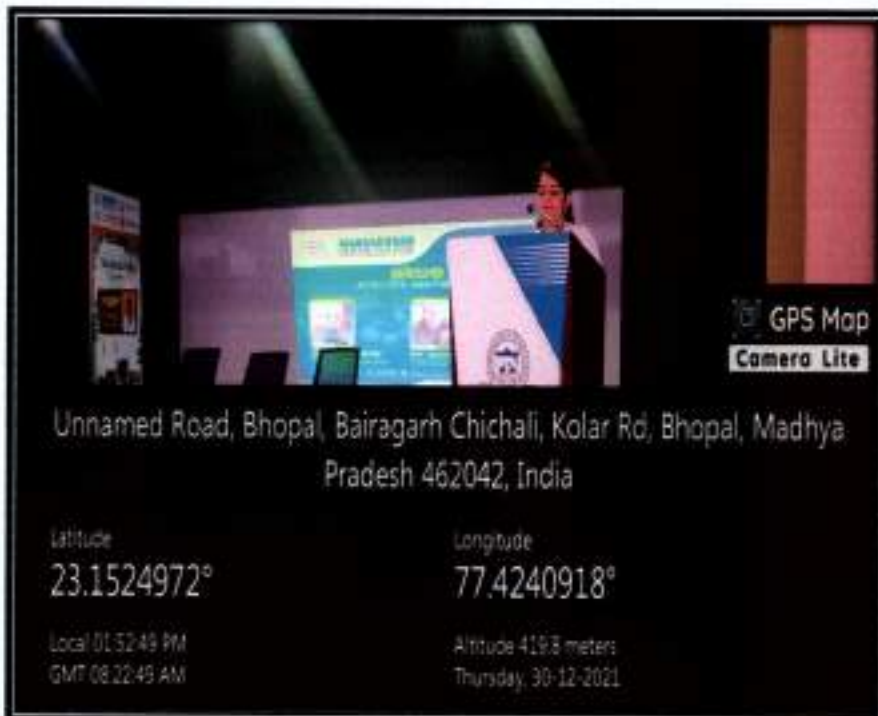 GPS Map
Camera Lite
Unnamed Road, Bhopal, Bairagarh Chichali, Kolar Rd, Bhopal, Madhya
Pradesh 462042, India
Latitude
23.1524972°
Longitude
77.4240918°
Local 01:52:49 PM
GMT 08:22:49 AM
Altitude 419.8 meters
Thursday, 30-12-2021